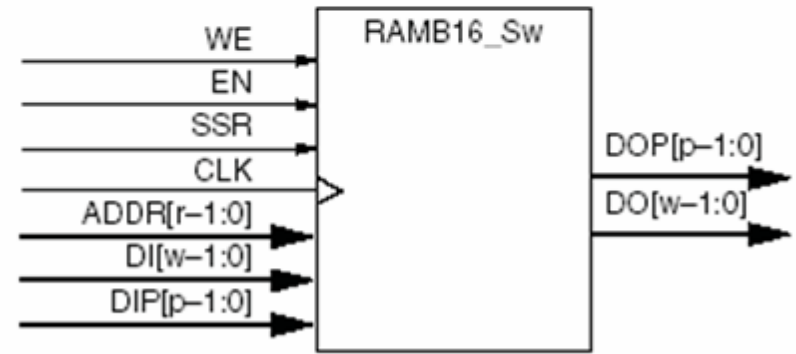 RAMB16_Sw
WE
EN
SSR
CLK
ADDR[r–1:0]
DI[w–1:0]
DIP[p–1:0]
DOP[p–1:0]
DO[w–1:0]